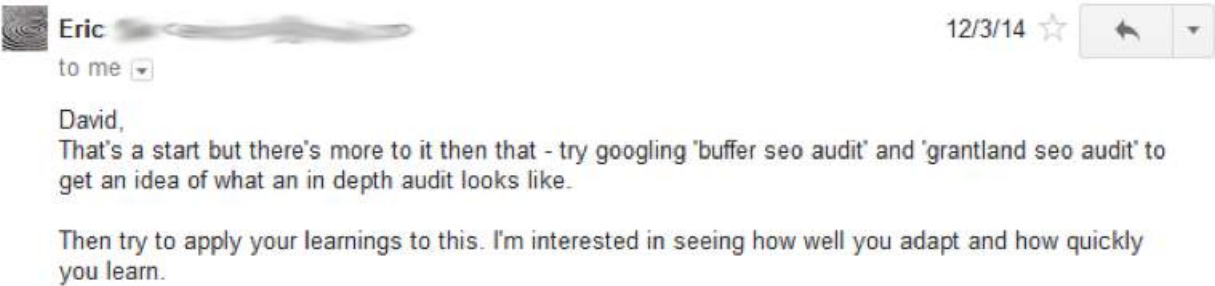 Eric
12/3/14
to me
David,
That's a start but there's more to it then that - try googling 'buffer seo audit' and 'grantland seo audit' to
get an idea of what an in depth audit looks like.
Then try to apply your learnings to this. I'm interested in seeing how well you adapt and how quickly
you learn.